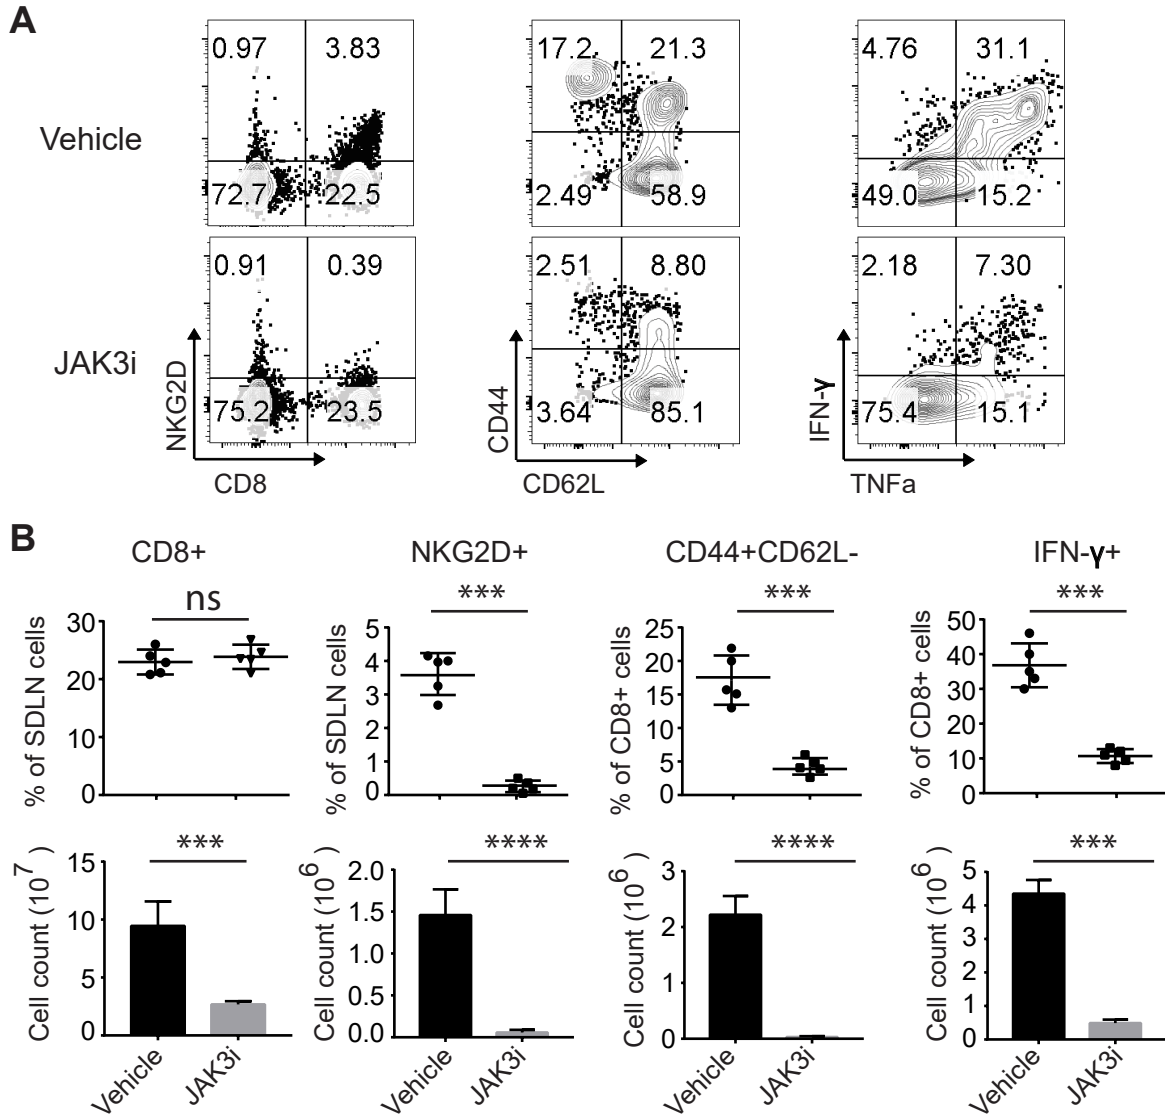 A
Vehicle
0.97 3.83
72.7 22.5
17.2 21.3
2.49 58.9
4.76 31.1
49.0 15.2
JAK3i
0.91 0.39
75.2 23.5
2.51 8.80
3.64 85.1
2.18 7.30
75.4 15.1
NKG2D
CD8
CD44
CD62L
IFN-γ
TNFa
B
CD8+
ns
% of SDLN cells
30
20
10
0
NKG2D+
***
% of SDLN cells
5
4
3
2
1
0
CD44+CD62L-
***
% of CD8+ cells
25
20
15
10
5
0
IFN-γ+
***
% of CD8+ cells
50
40
30
20
10
0
***
Cell count (10⁷ )
15
10
5
0
Vehicle
JAK3i
****
Cell count (10⁶ )
2.0
1.5
1.0
0.5
0.0
Vehicle
JAK3i
****
Cell count (10⁶ )
3
2
1
0
Vehicle
JAK3i
***
Cell count (10⁶ )
5
4
3
2
1
0
Vehicle
JAK3i